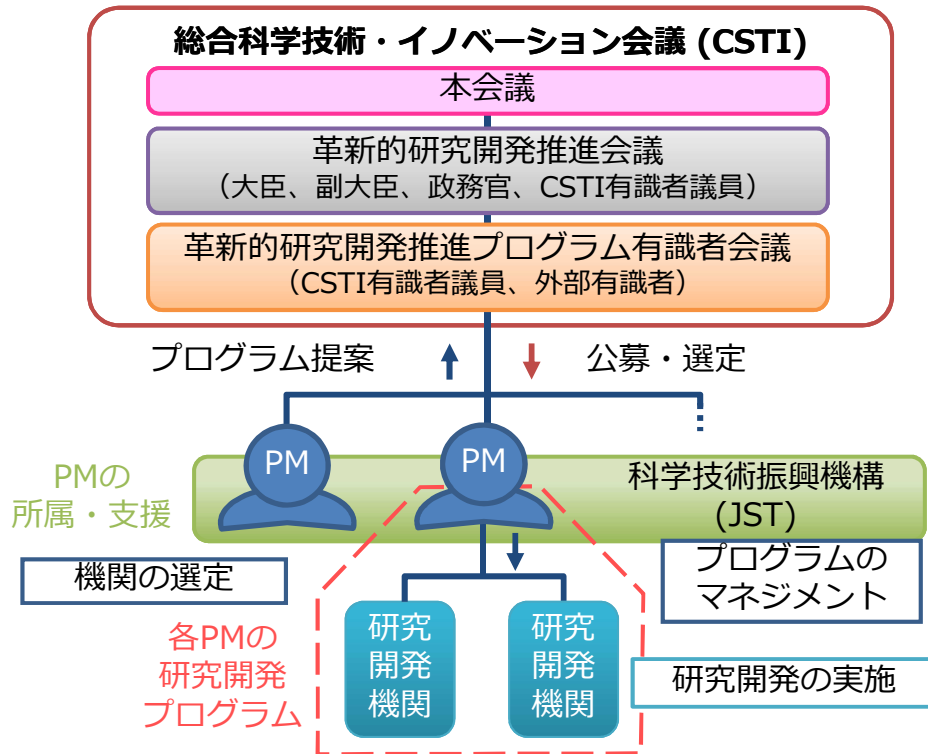 総合科学技術・イノベーション会議 (CSTI)
本会議
革新的研究開発推進会議
（大臣、副大臣、政務官、CSTI有識者議員）
革新的研究開発推進プログラム有識者会議
（CSTI有識者議員、外部有識者）
プログラム提案
公募・選定
PM
PM
PMの
所属・支援
科学技術振興機構
(JST)
機関の選定
プログラムの
マネジメント
各PMの
研究開発
プログラム
研究
開発
機関
研究
開発
機関
研究開発の実施